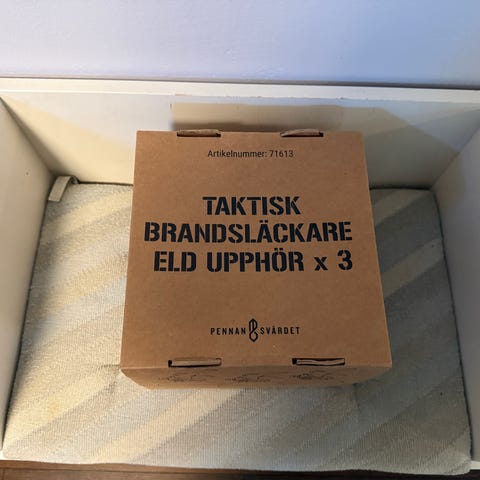 Artikelnummer: 71613
TAKTISK
BRANDSLÄCKARE
ELD UPPHÖR x 3
PENNAN SVÄRDET